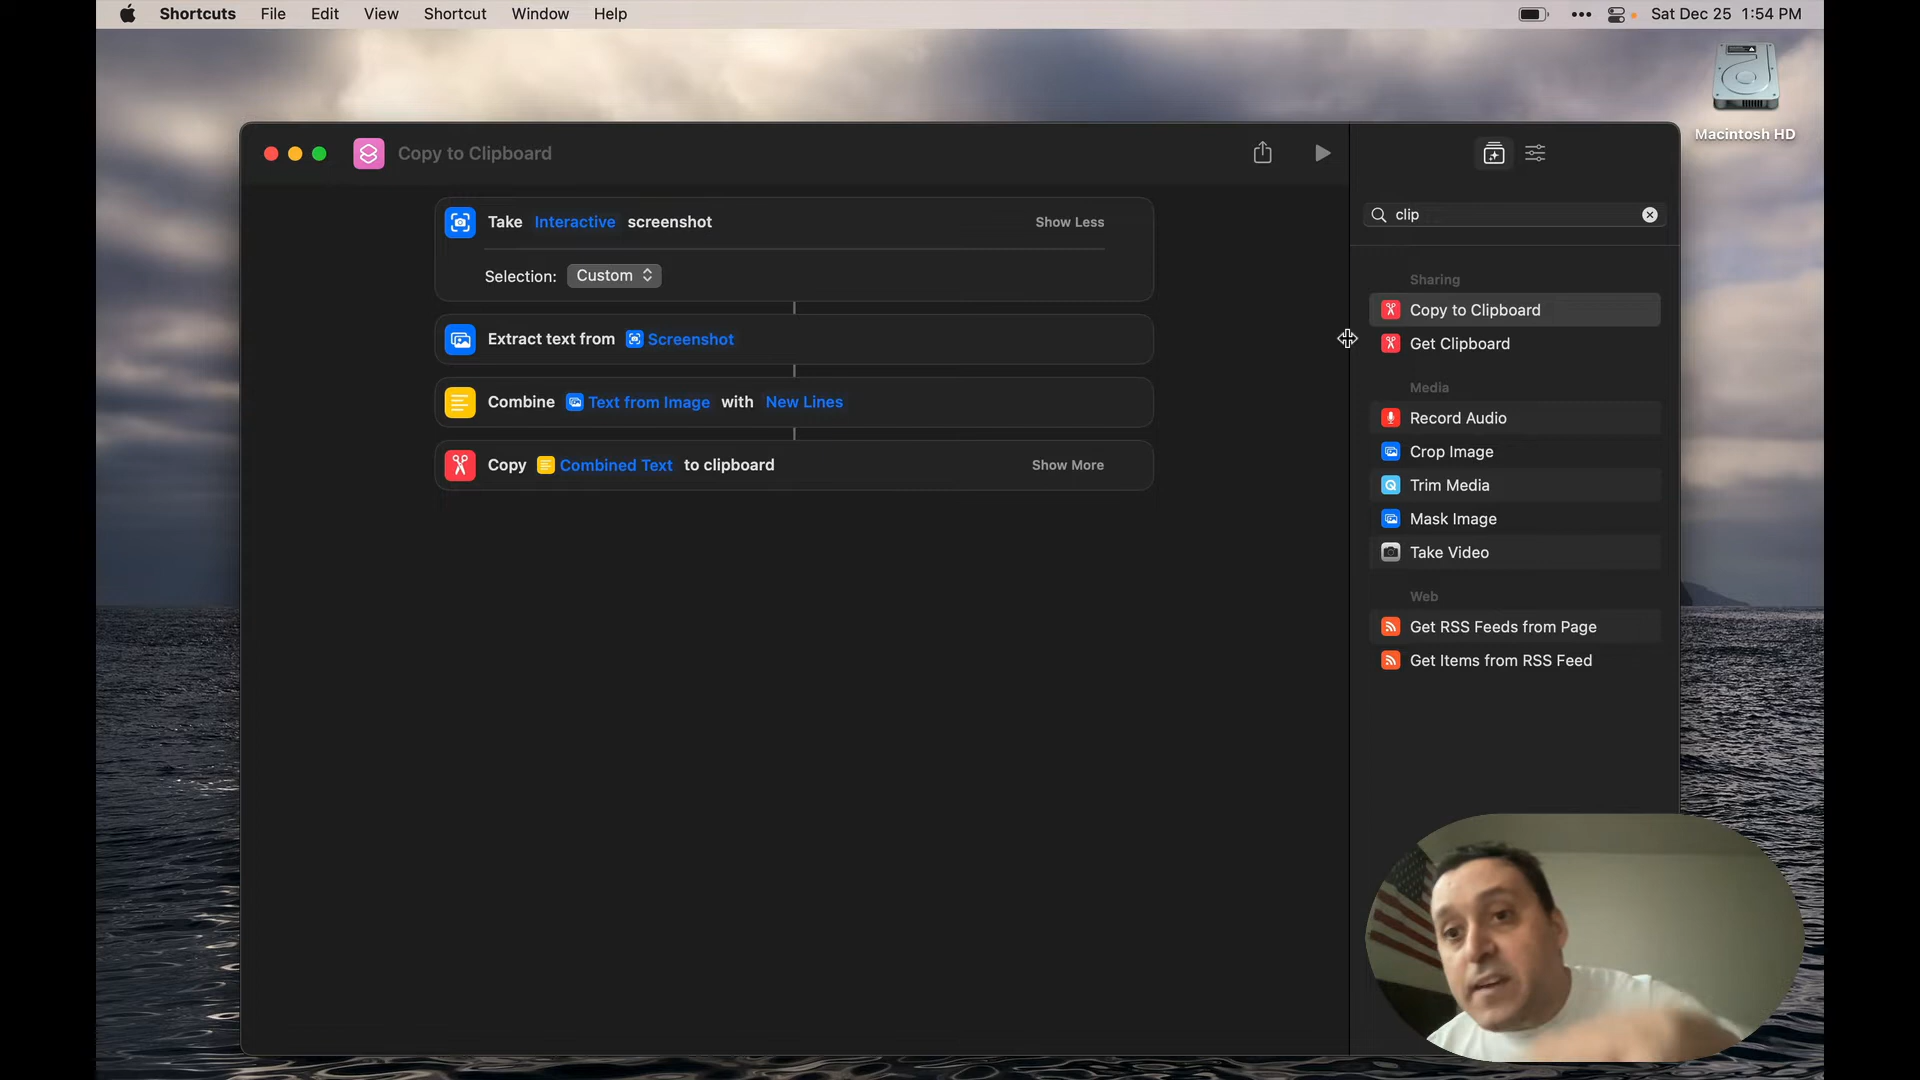 Shortcuts File Edit View Shortcut Window Help Sat Dec 25 1:54 PM
Macintosh HD
Copy to Clipboard
Take Interactive screenshot Show Less
Selection: Custom
Extract text from Screenshot
Combine Text from Image with New Lines
Copy Combined Text to clipboard Show More
clip
Sharing
Copy to Clipboard
Get Clipboard
Media
Record Audio
Crop Image
Trim Media
Mask Image
Take Video
Web
Get RSS Feeds from Page
Get Items from RSS Feed